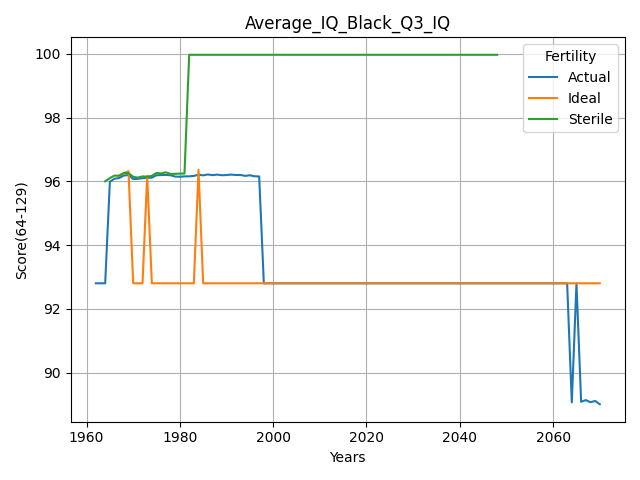 Average_IQ_Black_Q3_IQ
Score(64-129)
100
98
96
94
92
90
Fertility
Actual
Ideal
Sterile
1960
1980
2000
2020
2040
2060
Years